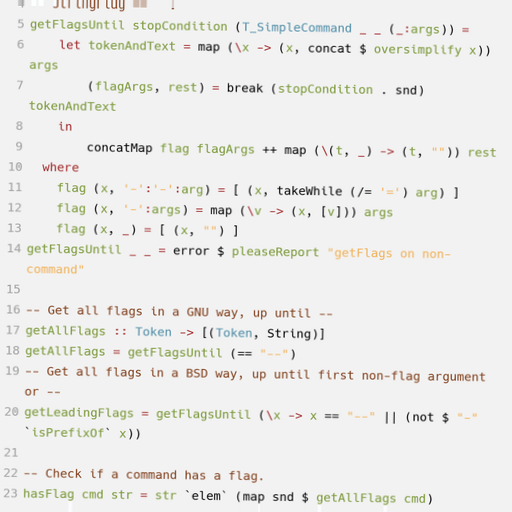 5 getFlagsUntil stopCondition (T_SimpleCommand _ _ (_:args)) =
6 let tokenAndText = map (\x -> (x, concat $ oversimplify x))
args
7 (flagArgs, rest) = break (stopCondition . snd)
tokenAndText
8 in
9 concatMap flag flagArgs ++ map (\(t, _) -> (t, "")) rest
10 where
11 flag (x, '-':'-':arg) = [ (x, takeWhile (/= '=') arg) ]
12 flag (x, '-':args) = map (\v -> (x, [v])) args
13 flag (x, _) = [ (x, "") ]
14 getFlagsUntil _ _ = error $ pleaseReport "getFlags on non-
command"
15
16 -- Get all flags in a GNU way, up until --
17 getAllFlags :: Token -> [(Token, String)]
18 getAllFlags = getFlagsUntil (== "--")
19 -- Get all flags in a BSD way, up until first non-flag argument
or --
20 getLeadingFlags = getFlagsUntil (\x -> x == "--" || (not $ "-"
`isPrefixOf` x))
21
22 -- Check if a command has a flag.
23 hasFlag cmd str = str `elem` (map snd $ getAllFlags cmd)